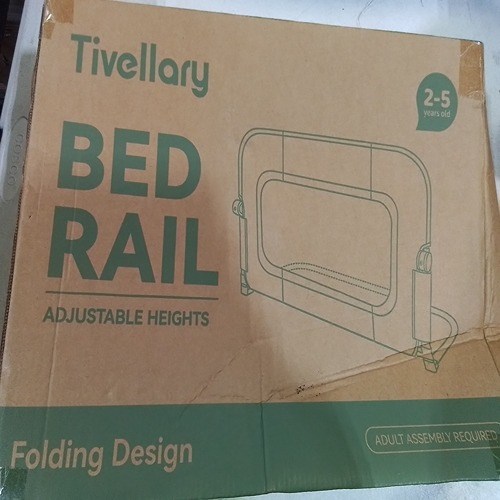 Tivellary
2-5
years old
BED
RAIL
ADJUSTABLE HEIGHTS
Folding Design
ADULT ASSEMBLY REQUIRED